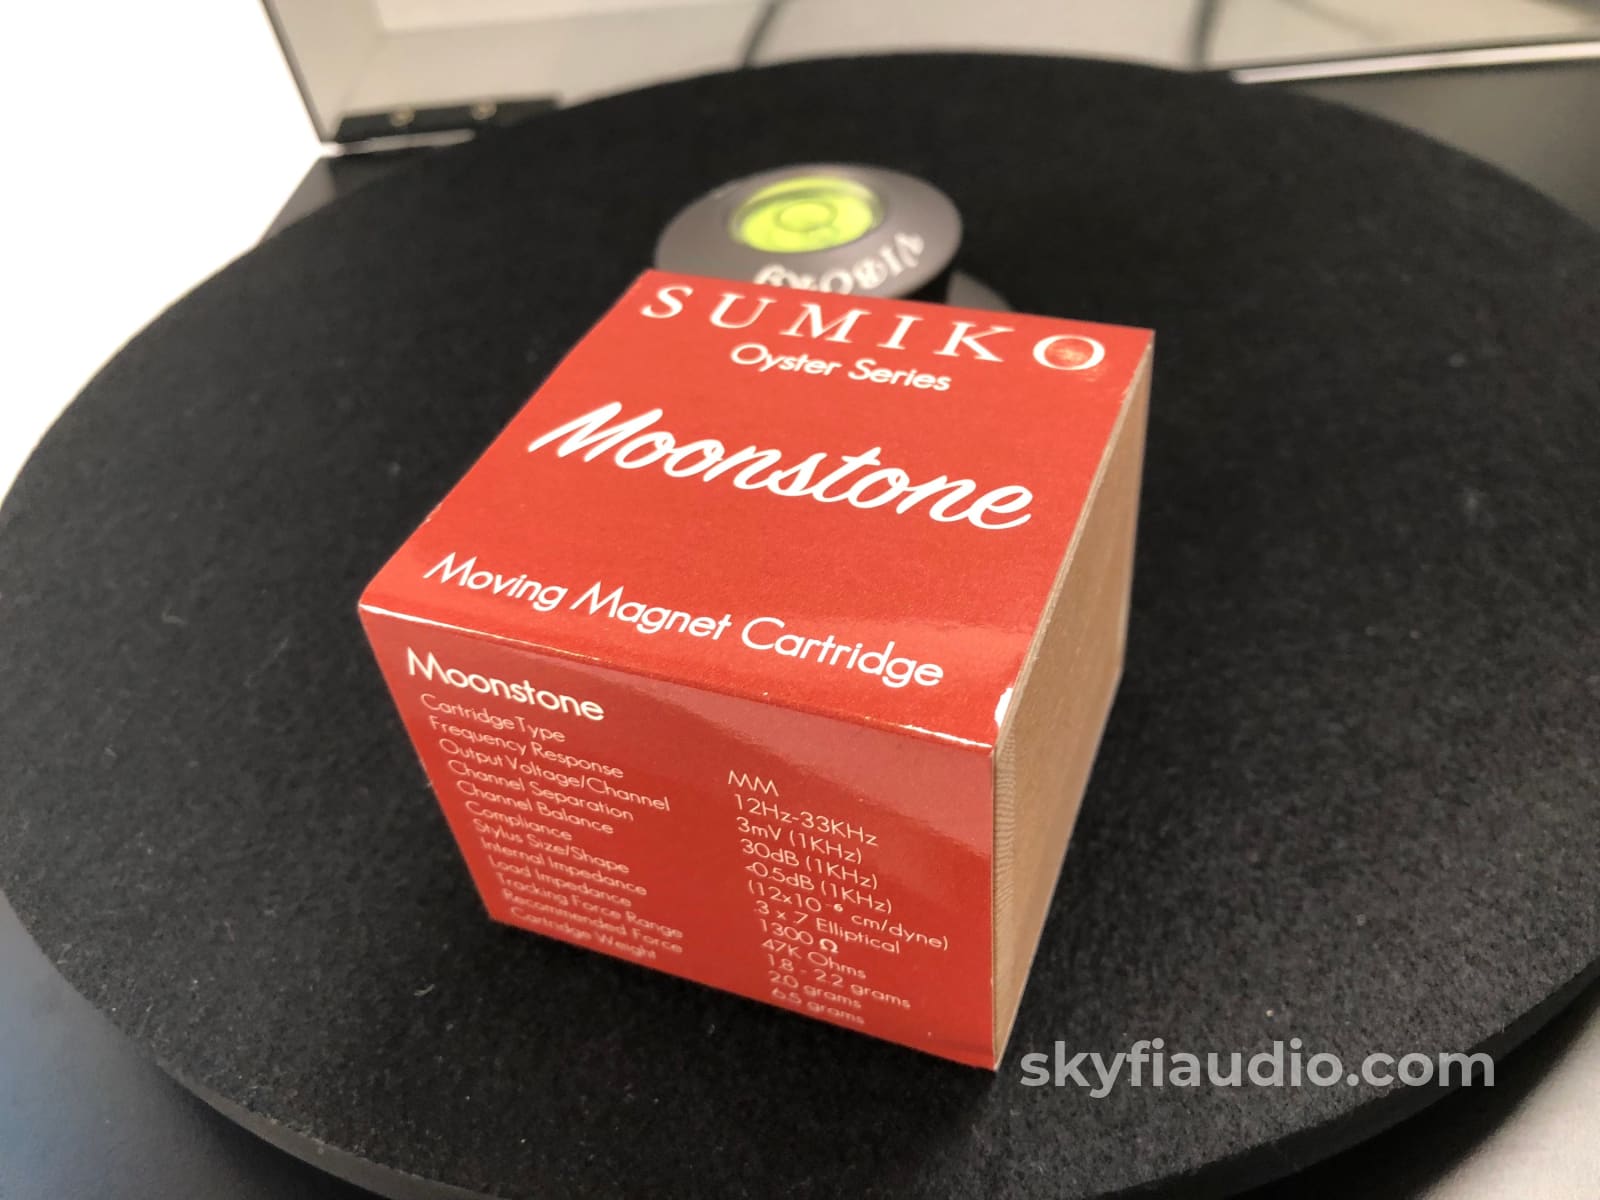 VIBOR69
SUMIKO
Oyster Series
Moonstone
Moving Magnet Cartridge
Moonstone
Cartridge Type MM
Frequency Response 12Hz-33KHz
Output Voltage/Channel 3mV (1KHz)
Channel Separation 30dB (1KHz)
Channel Balance <0.5dB (1KHz)
Compliance (12x10-6 cm/dyne)
Stylus Size/Shape 3 x 7 Elliptical
Internal Impedance 1300 Ω
Load Impedance 47K Ohms
Tracking Force Range 1.8 - 2.2 grams
Recommended Force 2.0 grams
Cartridge Weight 6.5 grams
skyfiaudio.com